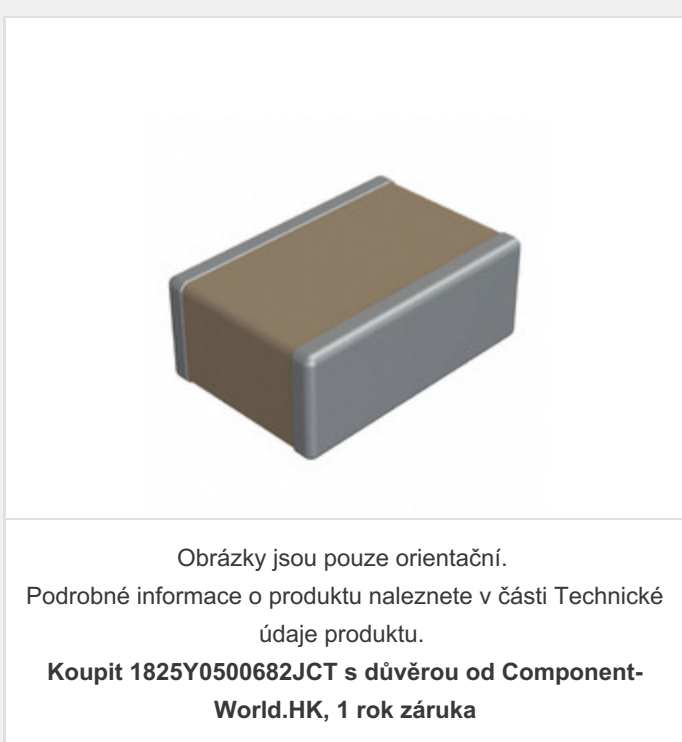 Obrázky jsou pouze orientační.
Podrobné informace o produktu naleznete v části Technické
údaje produktu.
Koupit 1825Y0500682JCT s důvěrou od Component-
World.HK, 1 rok záruka